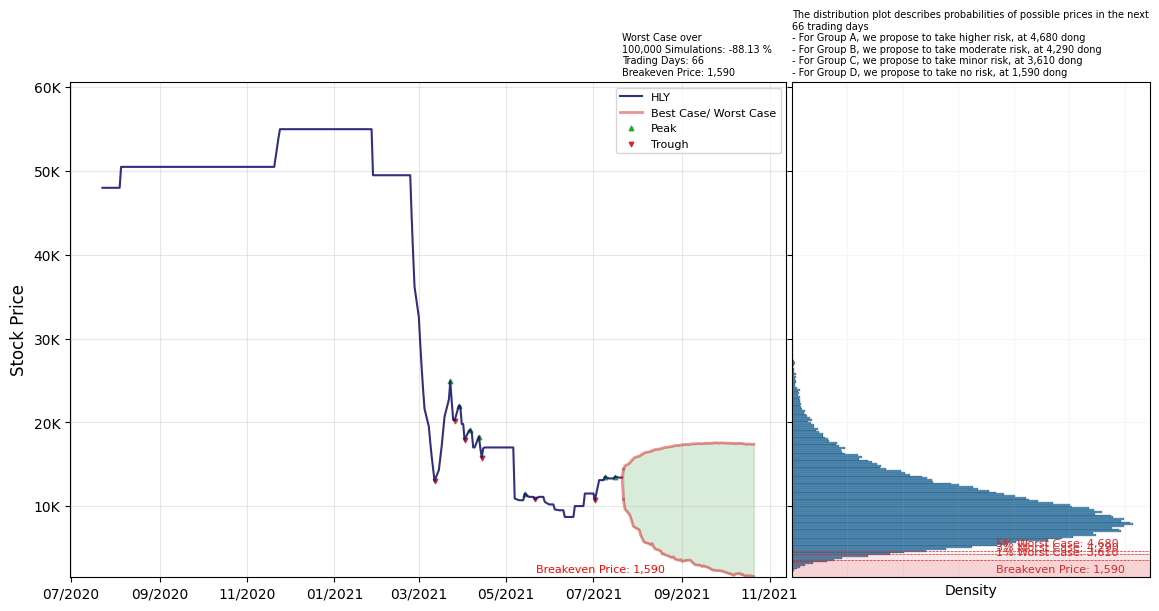 The distribution plot describes probabilities of possible prices in the next
66 trading days
- For Group A, we propose to take higher risk, at 4,680 dong
- For Group B, we propose to take moderate risk, at 4,290 dong
- For Group C, we propose to take minor risk, at 3,610 dong
- For Group D, we propose to take no risk, at 1,590 dong
Worst Case over
100,000 Simulations: -88.13 %
Trading Days: 66
Breakeven Price: 1,590
HLY
Best Case/ Worst Case
Peak
Trough
Stock Price
60K
50K
40K
30K
20K
10K
Breakeven Price: 1,590
07/2020
09/2020
11/2020
01/2021
03/2021
05/2021
07/2021
09/2021
11/2021
5% Worst Case: 4,680
Worst Case: 4,290
1% Worst Case: 3,610
Breakeven Price: 1,590
Density